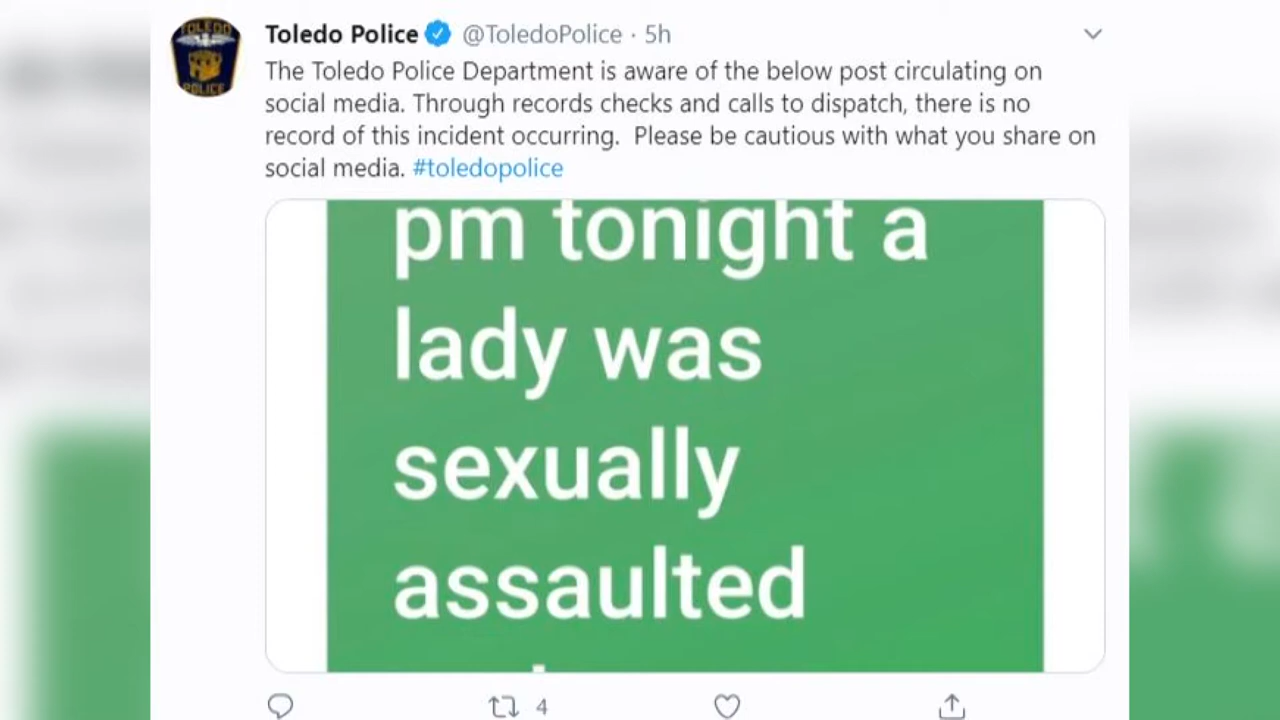 TOLEDO
POLICE
Toledo Police @ToledoPolice · 5h
The Toledo Police Department is aware of the below post circulating on
social media. Through records checks and calls to dispatch, there is no
record of this incident occurring.  Please be cautious with what you share on
social media. #toledopolice
pm tonight a
lady was
sexually
assaulted
4